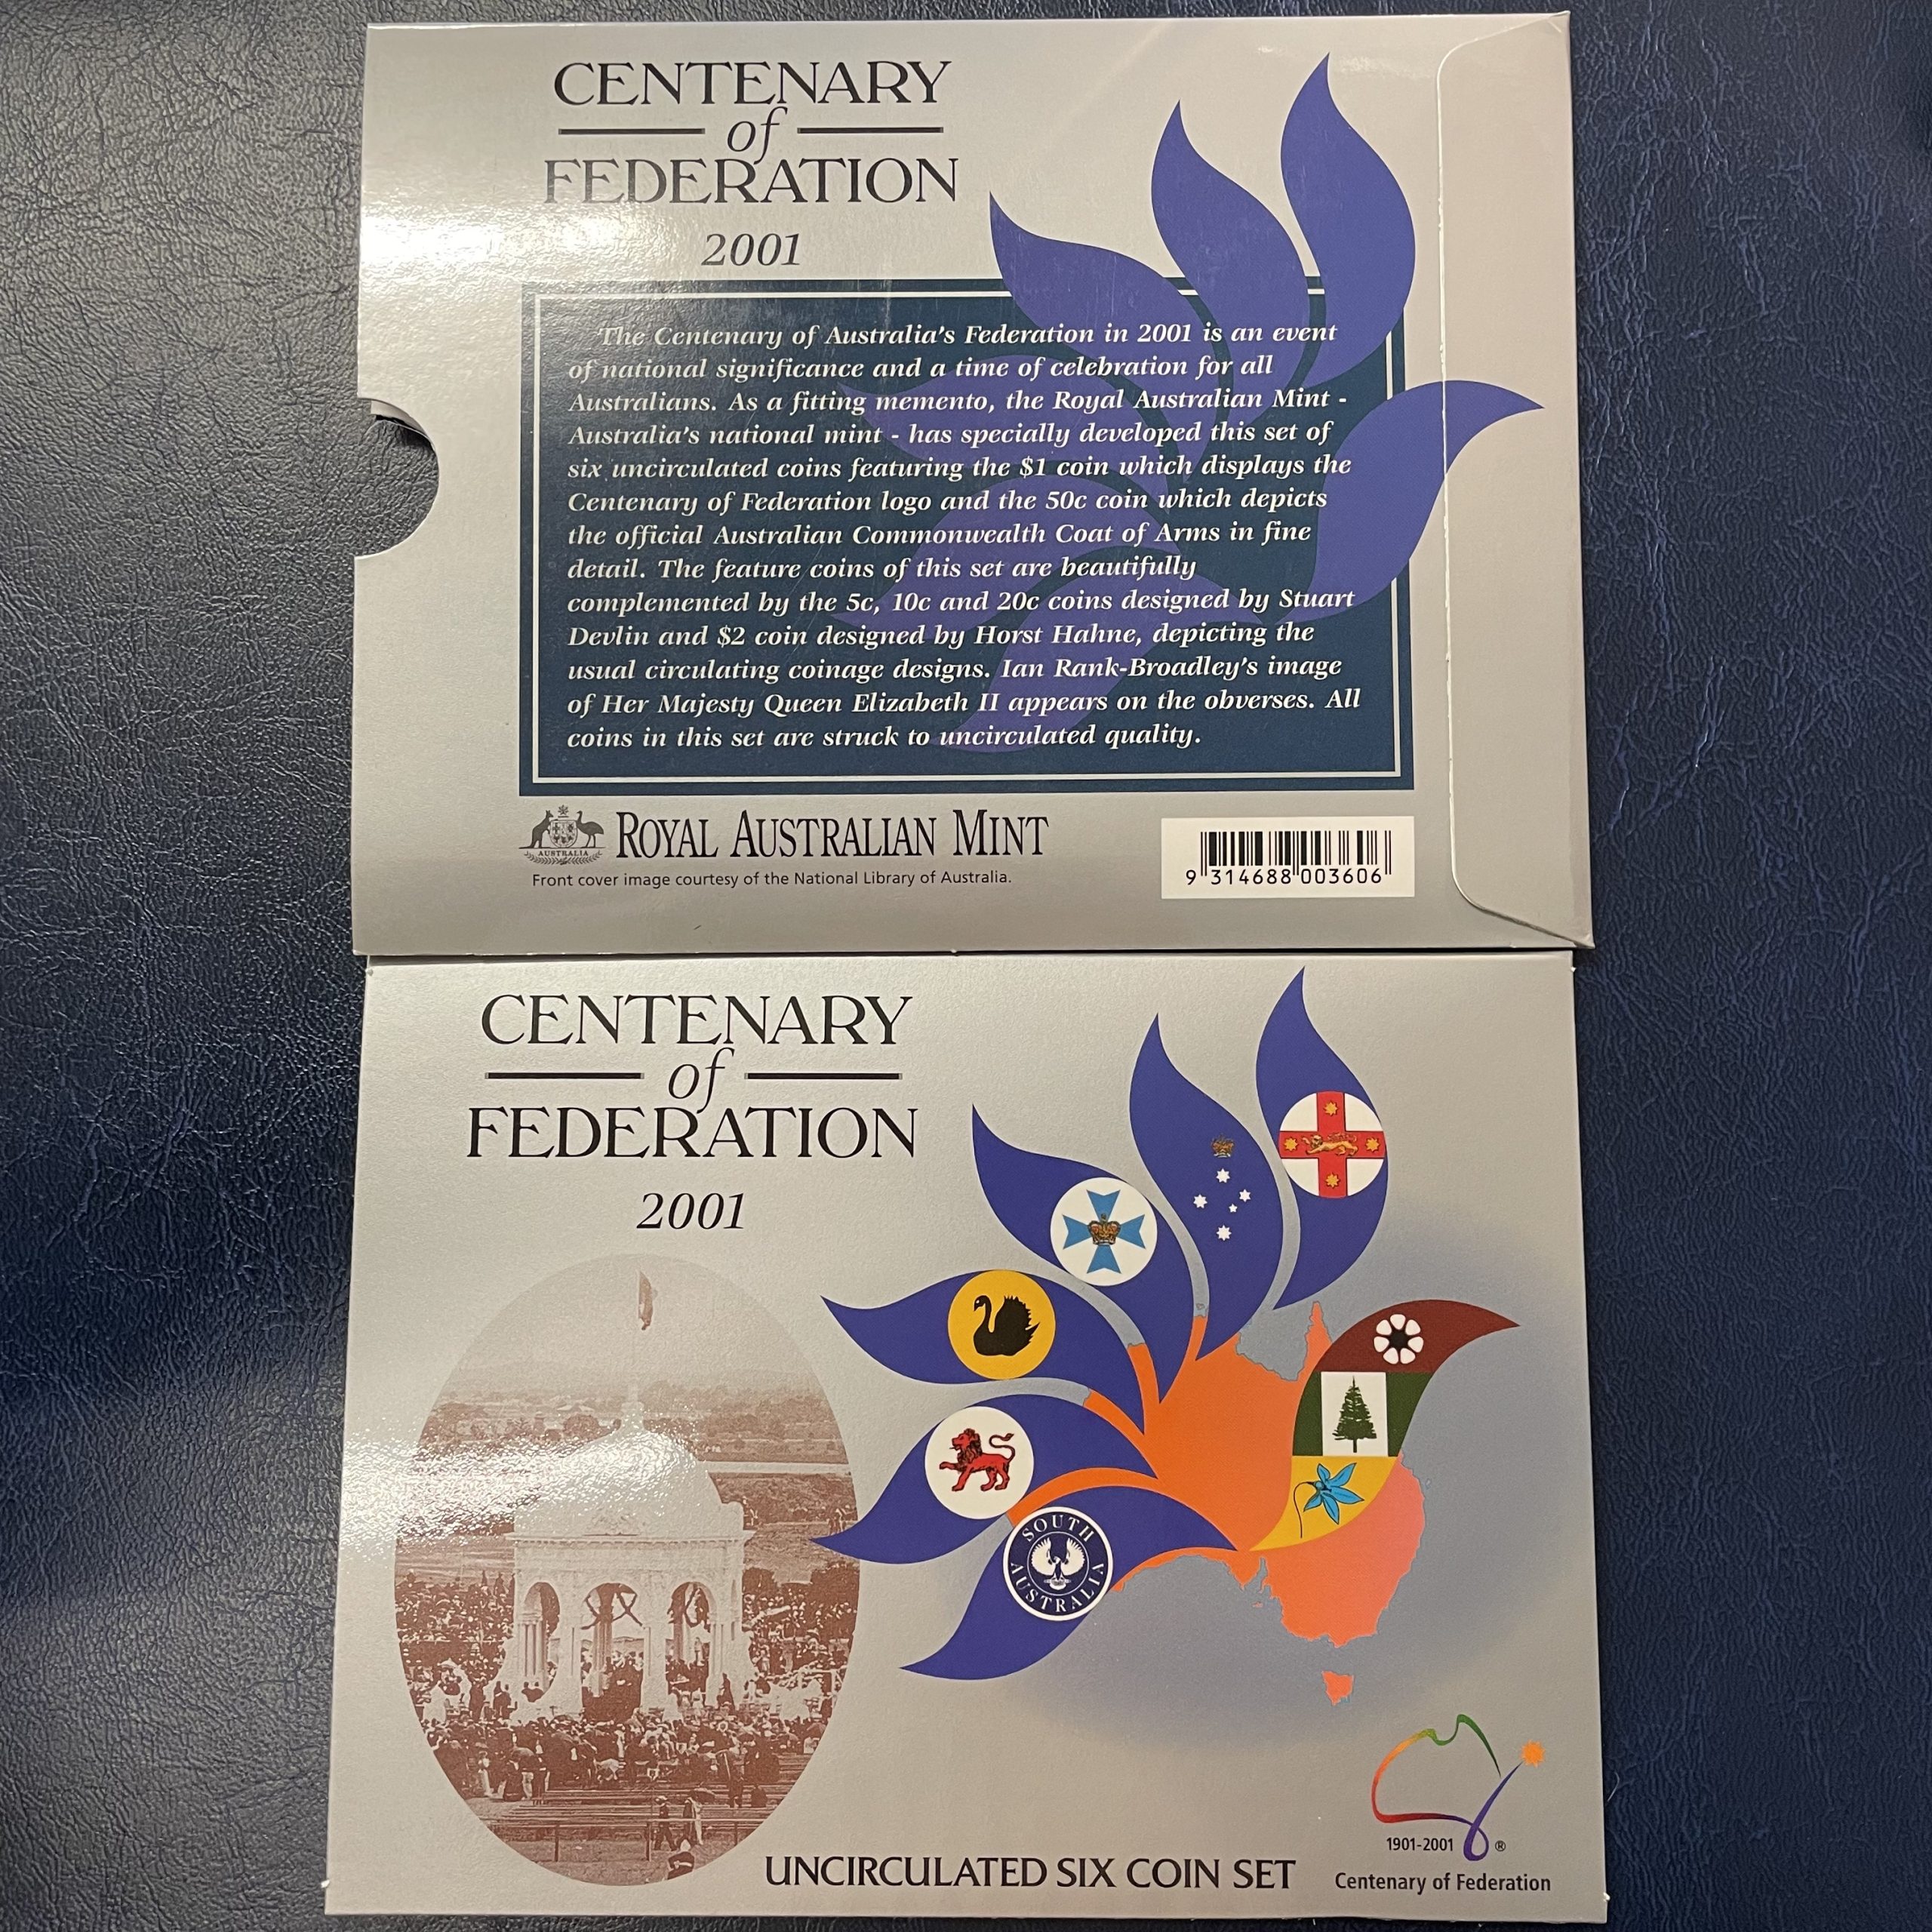 CENTENARY
of
FEDERATION
2001
The Centenary of Australia's Federation in 2001 is an event
of national significance and a time of celebration for all
Australians. As a fitting memento, the Royal Australian Mint -
Australia's national mint - has specially developed this set of
six uncirculated coins featuring the $1 coin which displays the
Centenary of Federation logo and the 50c coin which depicts
the official Australian Commonwealth Coat of Arms in fine
detail. The feature coins of this set are beautifully
complemented by the 5c, 10c and 20c coins designed by Stuart
Devlin and $2 coin designed by Horst Hahne, depicting the
usual circulating coinage designs. Ian Rank-Broadley's image
of Her Majesty Queen Elizabeth II appears on the obverses. All
coins in this set are struck to uncirculated quality.
AUSTRALIA
ROYAL AUSTRALIAN MINT
Front cover image courtesy of the National Library of Australia.
9 314688 003606
CENTENARY
of
FEDERATION
2001
SOUTH
AUSTRALIA
1901-2001 ®
Centenary of Federation
UNCIRCULATED SIX COIN SET